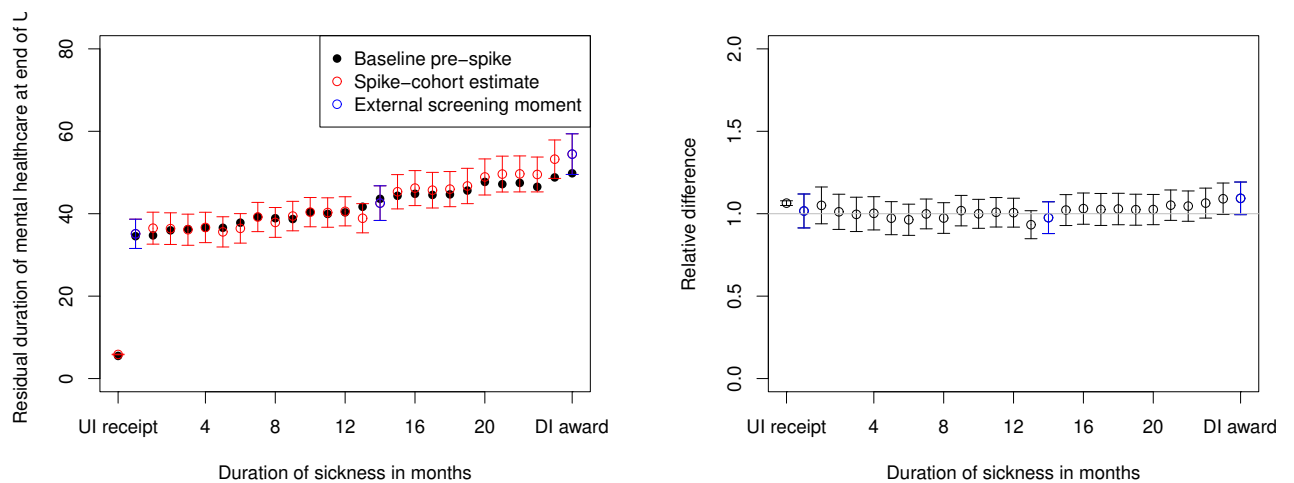 Residual duration of mental healthcare at end of
80
60
40
20
0
Baseline pre−spike
Spike−cohort estimate
External screening moment
UI receipt 4 8 12 16 20 DI award
Duration of sickness in months
Relative difference
2.0
1.5
1.0
0.5
0.0
UI receipt 4 8 12 16 20 DI award
Duration of sickness in months